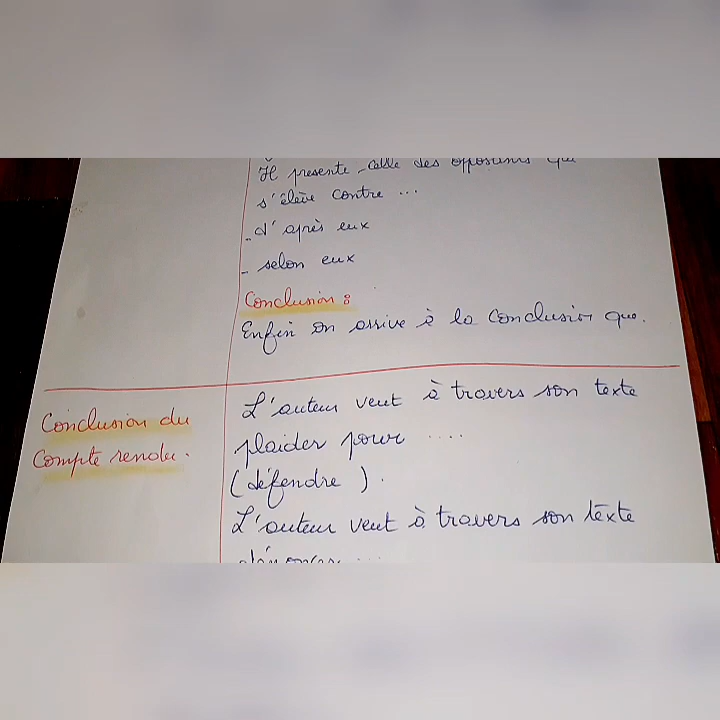 Il présente celle des opposants qui
s'élève contre ...
- d'après eux
- selon eux
Conclusion :
Enfin on arrive à la conclusion que.
Conclusion du
Compte rendu.
L'auteur veut à travers son texte
plaider pour ....
(défendre).
L'auteur veut à travers son texte
dénoncer ...